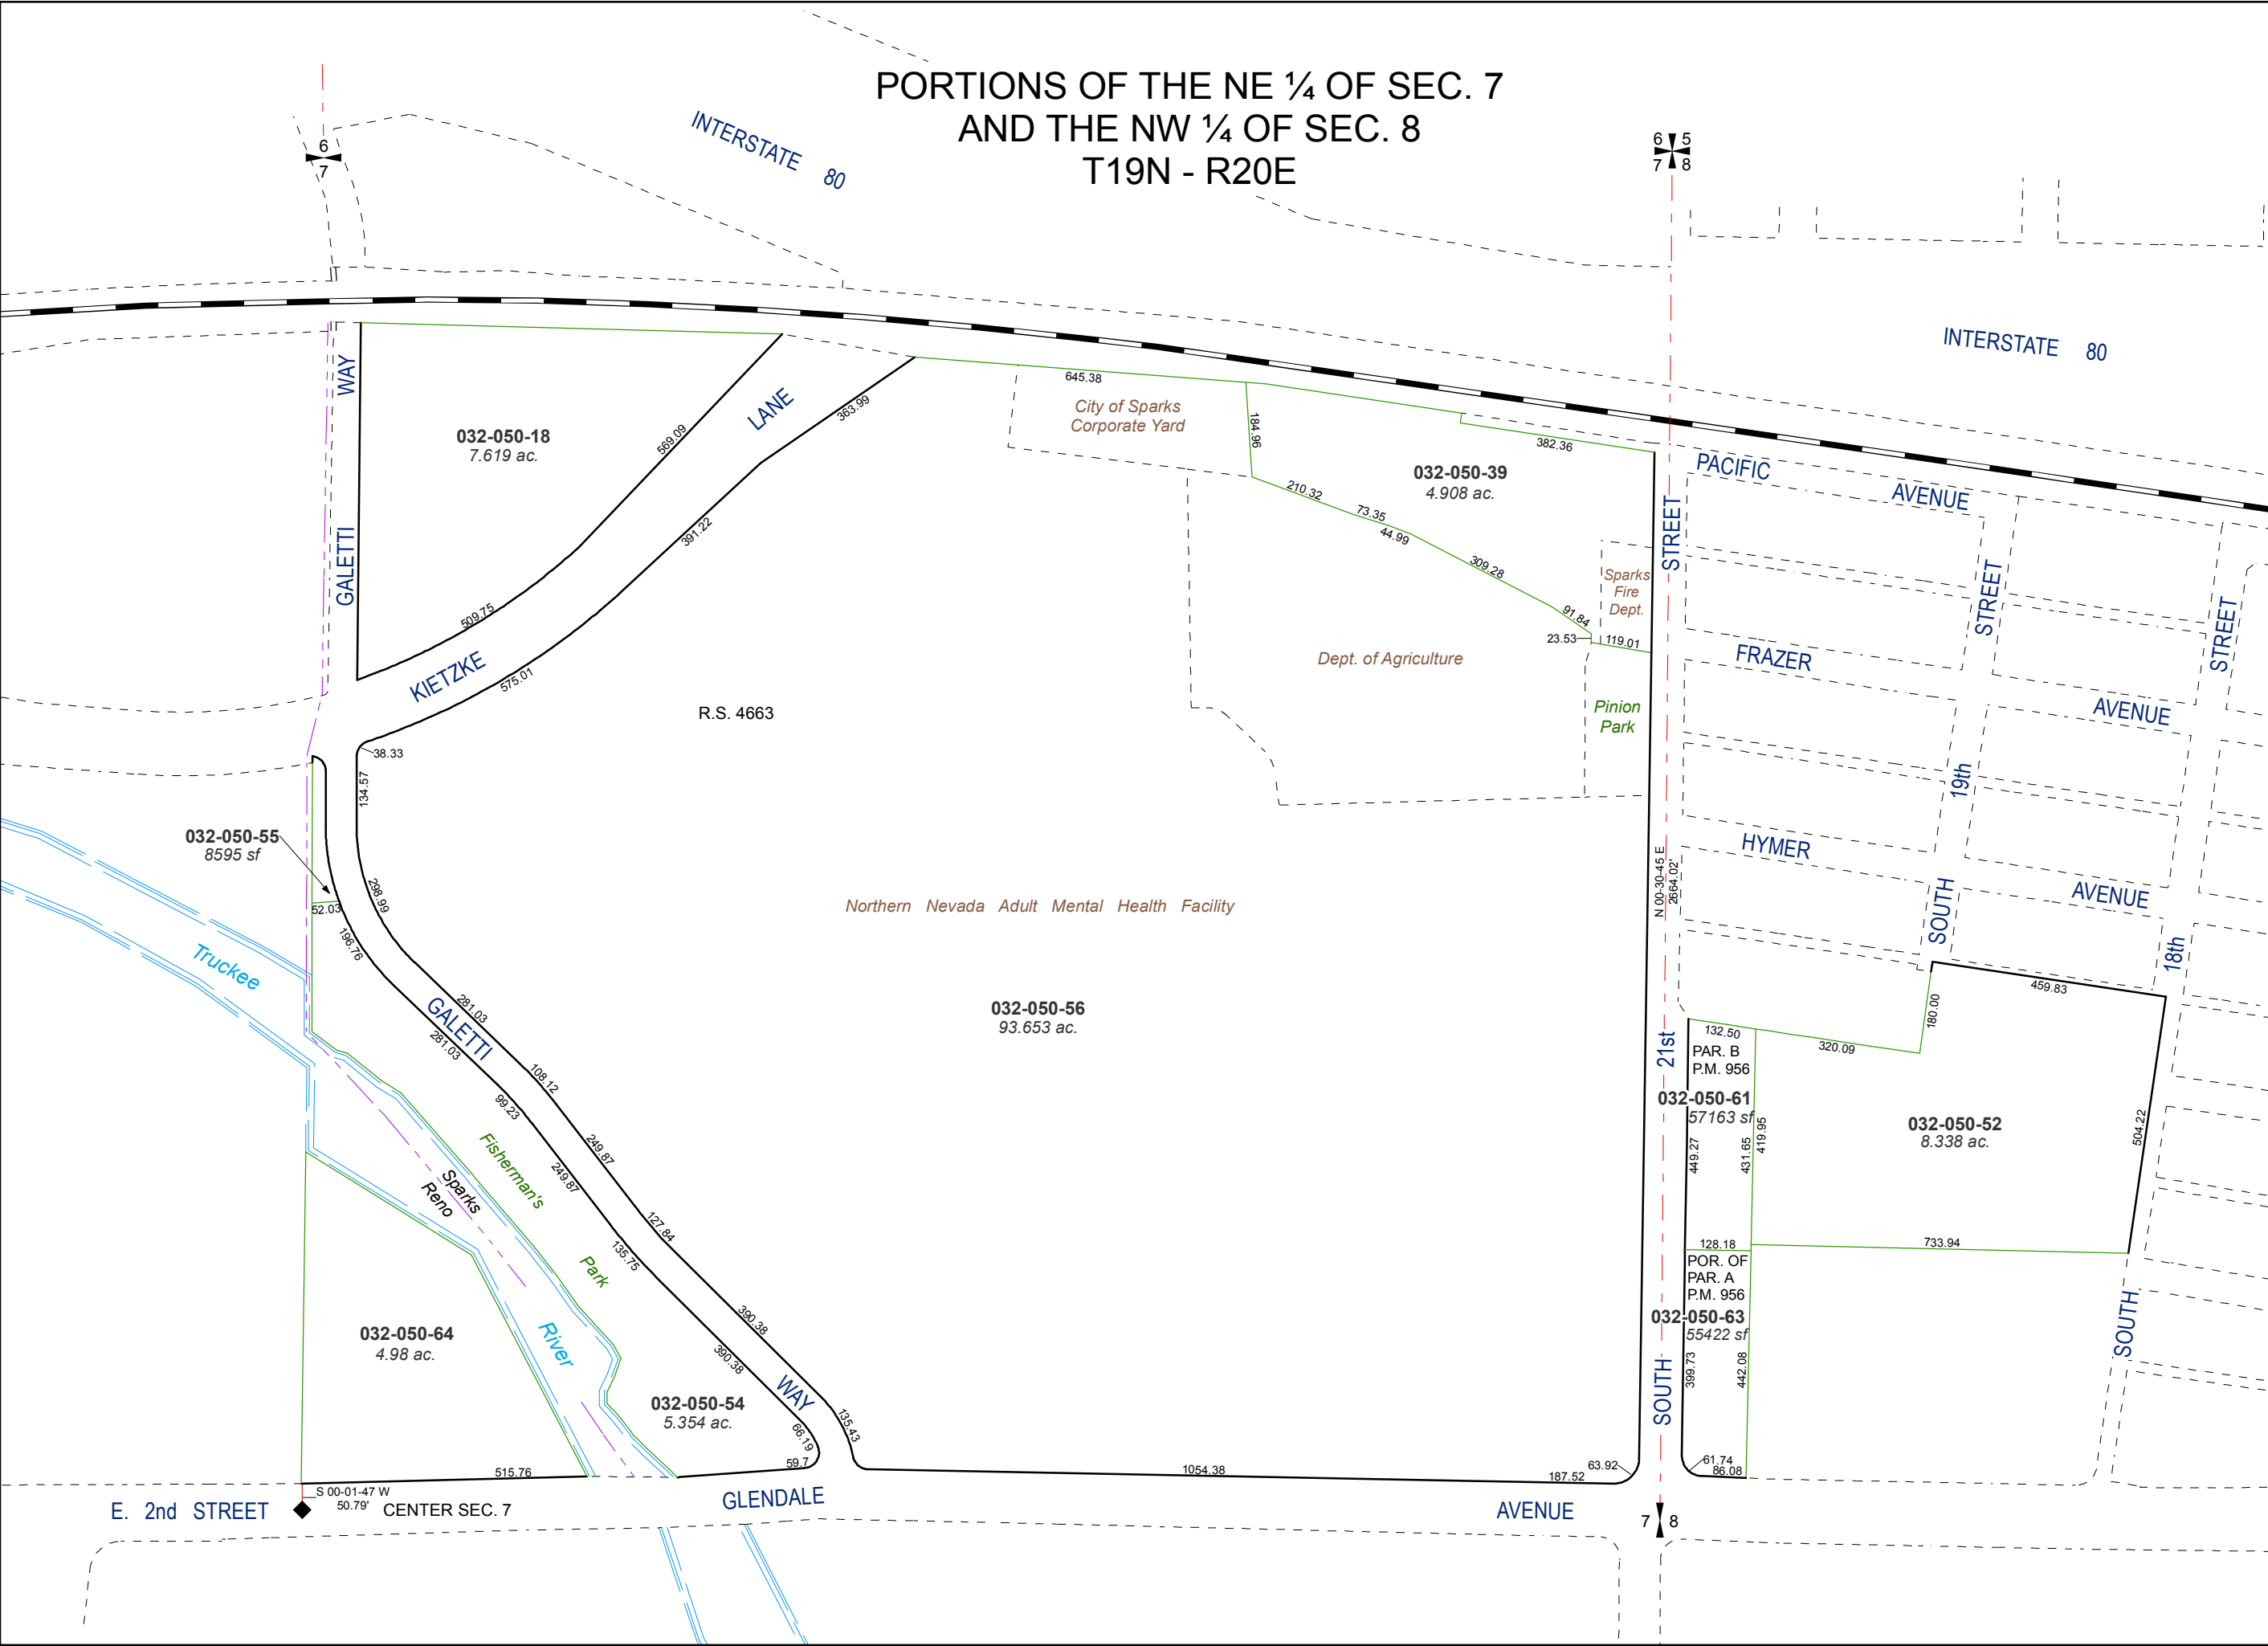 PORTIONS OF THE NE ¼ OF SEC. 7
AND THE NW ¼ OF SEC. 8
T19N - R20E
INTERSTATE 80
6
7
6 5
7 8
INTERSTATE 80
GALETTI WAY
032-050-18
7.619 ac.
569.09
509.75
KIETZKE LANE
363.99
391.22
575.01
38.33
134.57
645.38
City of Sparks
Corporate Yard
184.96
382.36
032-050-39
4.908 ac.
210.32
73.35
44.99
309.28
91.84
23.53
119.01
Sparks
Fire
Dept.
Dept. of Agriculture
Pinion
Park
R.S. 4663
PACIFIC AVENUE
STREET
STREET
STREET
FRAZER AVENUE
19th
HYMER AVENUE
SOUTH
18th
N 00-30-45 E
2664.02'
032-050-55
8595 sf
52.03
298.99
196.76
Northern Nevada Adult Mental Health Facility
032-050-56
93.653 ac.
Truckee
GALETTI
281.03
281.03
108.12
99.23
249.87
249.87
127.84
135.75
390.38
390.38
Fisherman's
Park
Sparks
Reno
River
032-050-64
4.98 ac.
032-050-54
5.354 ac.
WAY
135.43
66.19
59.7
515.76
1054.38
187.52
63.92
21st
SOUTH
459.83
180.00
132.50
320.09
PAR. B
P.M. 956
032-050-61
57163 sf
449.27
431.65
419.95
032-050-52
8.338 ac.
504.22
128.18
733.94
POR. OF
PAR. A
P.M. 956
032-050-63
55422 sf
399.73
442.08
61.74
86.08
SOUTH
S 00-01-47 W
50.79'
E. 2nd STREET
CENTER SEC. 7
GLENDALE AVENUE
7 8